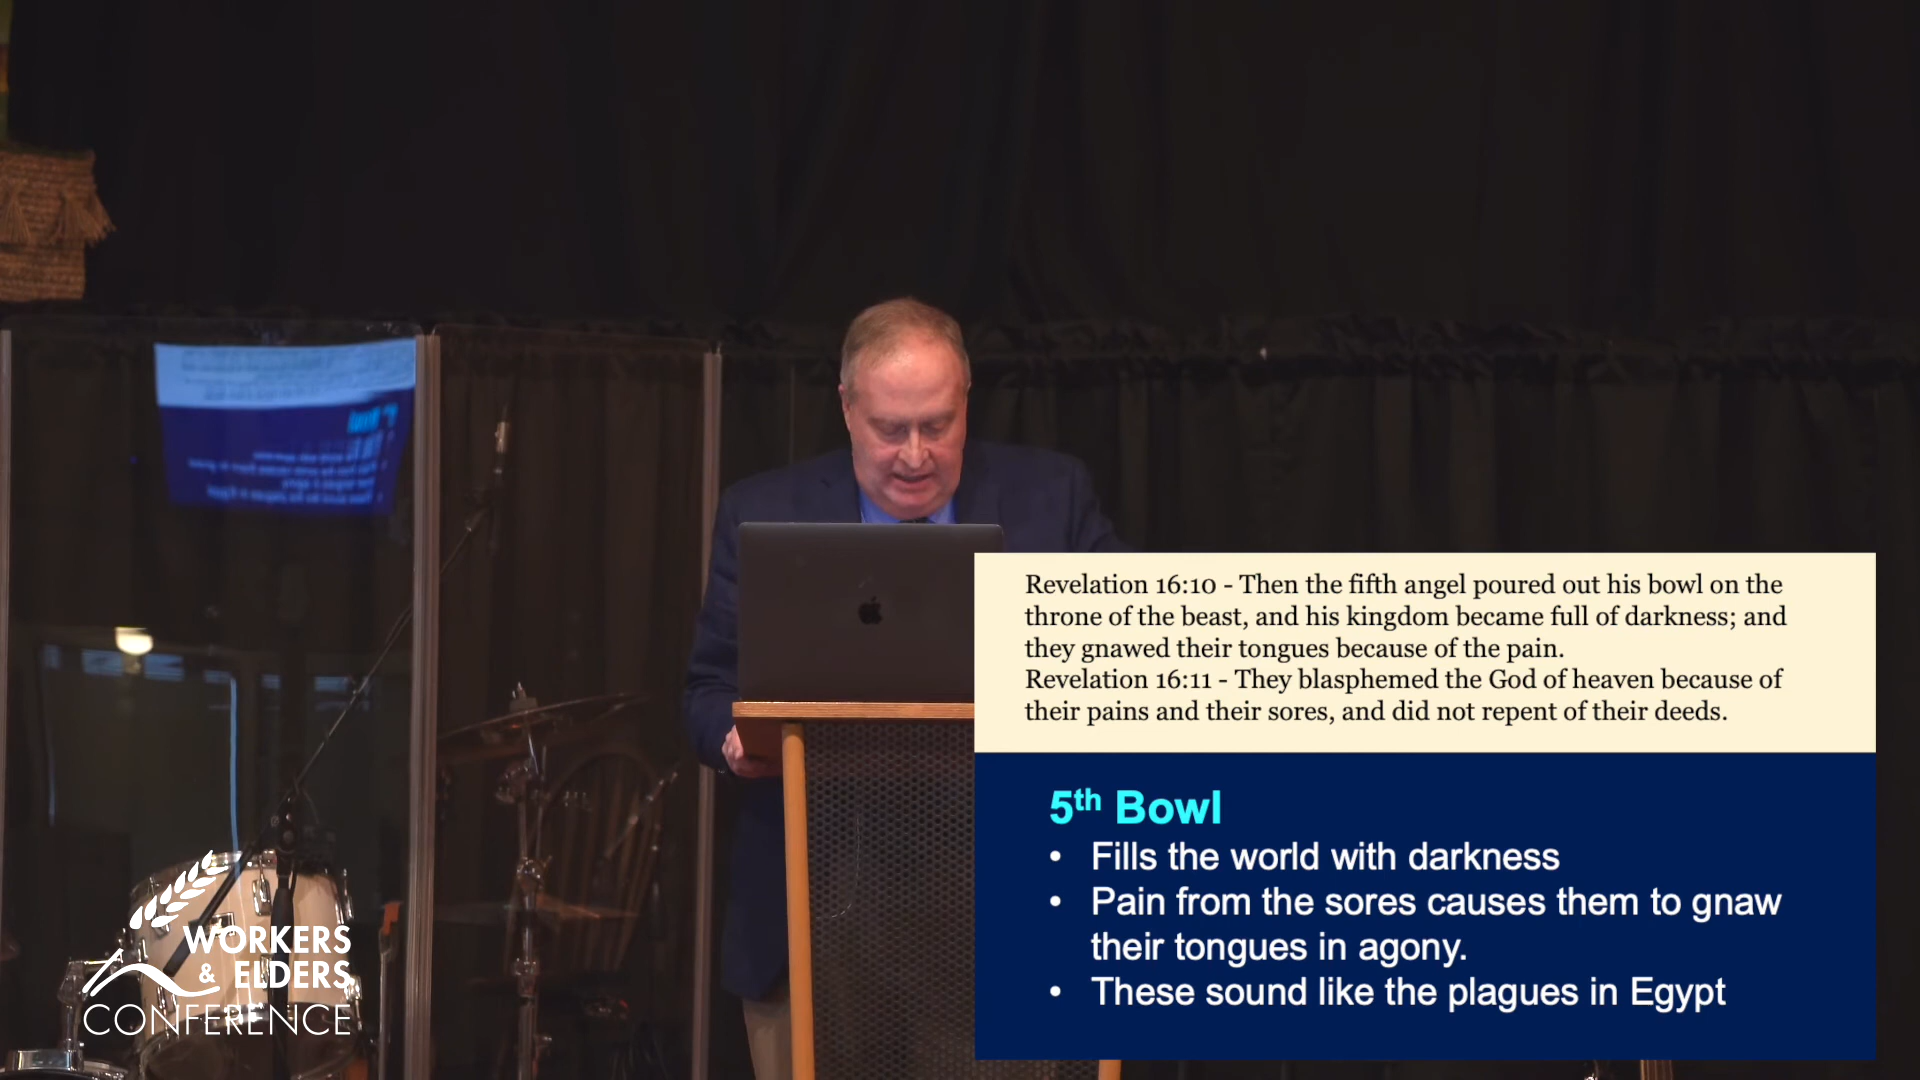 Revelation 16:10 - Then the fifth angel poured out his bowl on the
throne of the beast, and his kingdom became full of darkness; and
they gnawed their tongues because of the pain.
Revelation 16:11 - They blasphemed the God of heaven because of
their pains and their sores, and did not repent of their deeds.
5th Bowl
• Fills the world with darkness
• Pain from the sores causes them to gnaw
their tongues in agony.
• These sound like the plagues in Egypt
WORKERS
& ELDERS
CONFERENCE